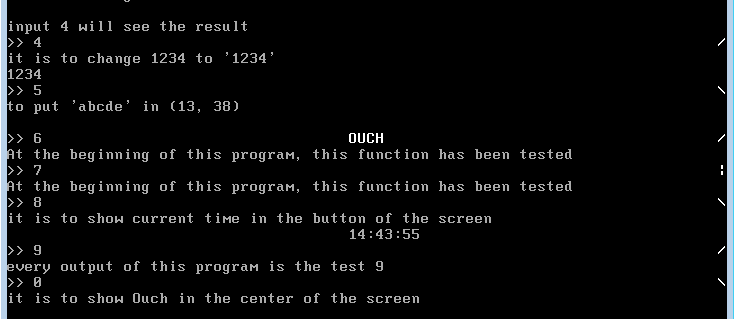 input 4 will see the result
>> 4 /
it is to change 1234 to '1234'
1234
>> 5 \
to put 'abcde' in (13, 38)
>> 6 OUCH /
At the beginning of this program, this function has been tested
>> 7 ¦
At the beginning of this program, this function has been tested
>> 8 \
it is to show current time in the button of the screen
14:43:55
>> 9 /
every output of this program is the test 9
>> 0 \
it is to show Ouch in the center of the screen